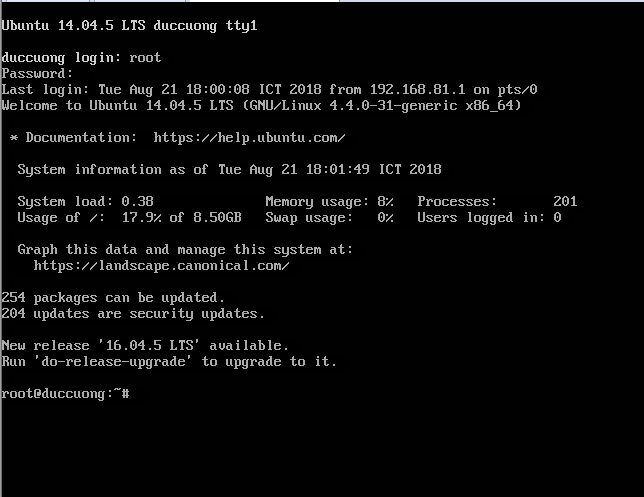 Ubuntu 14.04.5 LTS duccuong tty1
duccuong login: root
Password:
Last login: Tue Aug 21 18:00:08 ICT 2018 from 192.168.81.1 on pts/0
Welcome to Ubuntu 14.04.5 LTS (GNU/Linux 4.4.0-31-generic x86_64)
* Documentation:  https://help.ubuntu.com/
System information as of Tue Aug 21 18:01:49 ICT 2018
System load: 0.38 Memory usage: 8% Processes: 201
Usage of /: 17.9% of 8.50GB Swap usage: 0% Users logged in: 0
Graph this data and manage this system at:
https://landscape.canonical.com/
254 packages can be updated.
204 updates are security updates.
New release '16.04.5 LTS' available.
Run 'do-release-upgrade' to upgrade to it.
root@duccuong:~#